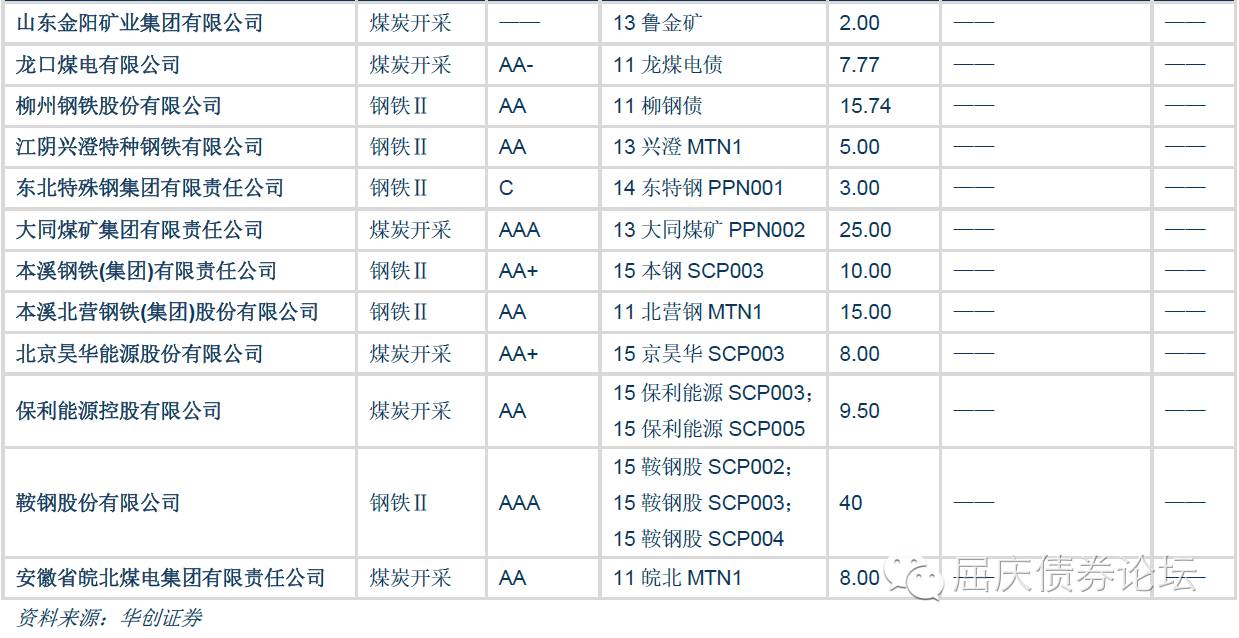 山东金阳矿业集团有限公司 煤炭开采 —— 13 鲁金矿 2.00 —— ——
龙口煤电有限公司 煤炭开采 AA- 11 龙煤电债 7.77 —— ——
柳州钢铁股份有限公司 钢铁Ⅱ AA 11 柳钢债 15.74 —— ——
江阴兴澄特种钢铁有限公司 钢铁Ⅱ AA 13 兴澄 MTN1 5.00 —— ——
东北特殊钢集团有限责任公司 钢铁Ⅱ C 14 东特钢 PPN001 3.00 —— ——
大同煤矿集团有限责任公司 煤炭开采 AAA 13 大同煤矿 PPN002 25.00 —— ——
本溪钢铁(集团)有限责任公司 钢铁Ⅱ AA+ 15 本钢 SCP003 10.00 —— ——
本溪北营钢铁(集团)股份有限公司 钢铁Ⅱ AA 11 北营钢 MTN1 15.00 —— ——
北京昊华能源股份有限公司 煤炭开采 AA+ 15 京昊华 SCP003 8.00 —— ——
保利能源控股有限公司 煤炭开采 AA 15 保利能源 SCP003； 9.50 —— ——
15 保利能源 SCP005
15 鞍钢股 SCP002；
鞍钢股份有限公司 钢铁Ⅱ AAA 15 鞍钢股 SCP003； 40 —— ——
15 鞍钢股 SCP004
安徽省皖北煤电集团有限责任公司 煤炭开采 AA 11 皖北 MTN1 8.00 —— ——
屈庆债券论坛
资料来源：华创证券